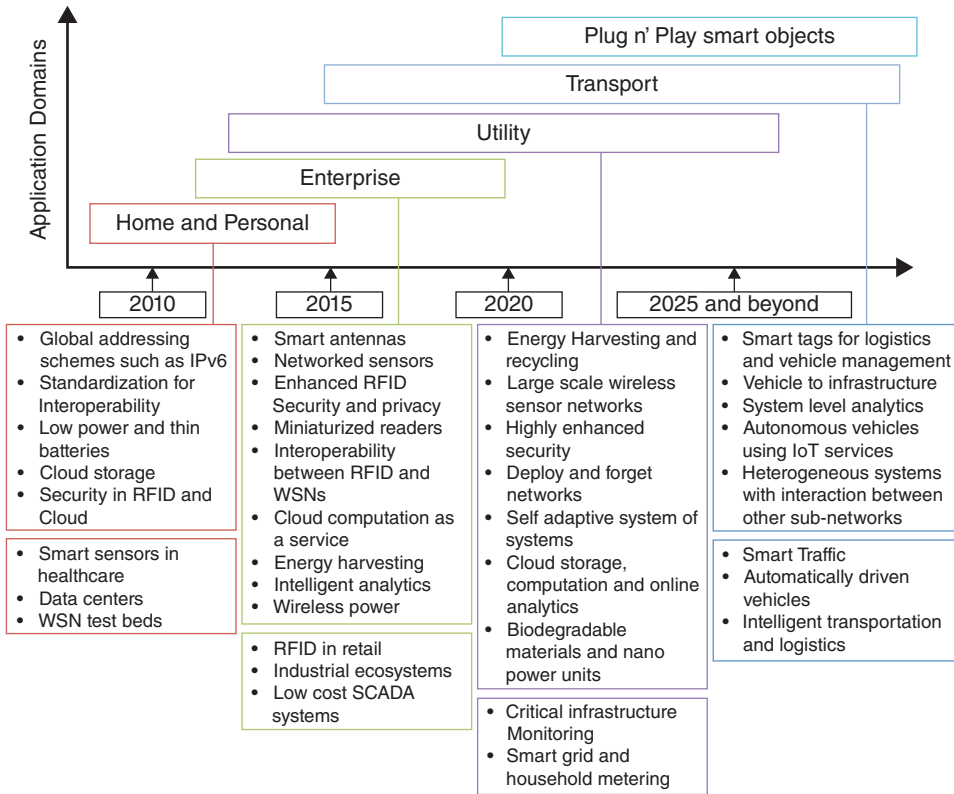 Application Domains
Plug n’ Play smart objects
Transport
Utility
Enterprise
Home and Personal
2010
2015
2020
2025 and beyond
• Global addressing
schemes such as IPv6
• Standardization for
Interoperability
• Low power and thin
batteries
• Cloud storage
• Security in RFID and
Cloud
• Smart sensors in
healthcare
• Data centers
• WSN test beds
• Smart antennas
• Networked sensors
• Enhanced RFID
Security and privacy
• Miniaturized readers
• Interoperability
between RFID and
WSNs
• Cloud computation as
a service
• Energy harvesting
• Intelligent analytics
• Wireless power
• RFID in retail
• Industrial ecosystems
• Low cost SCADA
systems
• Energy Harvesting and
recycling
• Large scale wireless
sensor networks
• Highly enhanced
security
• Deploy and forget
networks
• Self adaptive system of
systems
• Cloud storage,
computation and online
analytics
• Biodegradable
materials and nano
power units
• Critical infrastructure
Monitoring
• Smart grid and
household metering
• Smart tags for logistics
and vehicle management
• Vehicle to infrastructure
• System level analytics
• Autonomous vehicles
using IoT services
• Heterogeneous systems
with interaction between
other sub-networks
• Smart Traffic
• Automatically driven
vehicles
• Intelligent transportation
and logistics